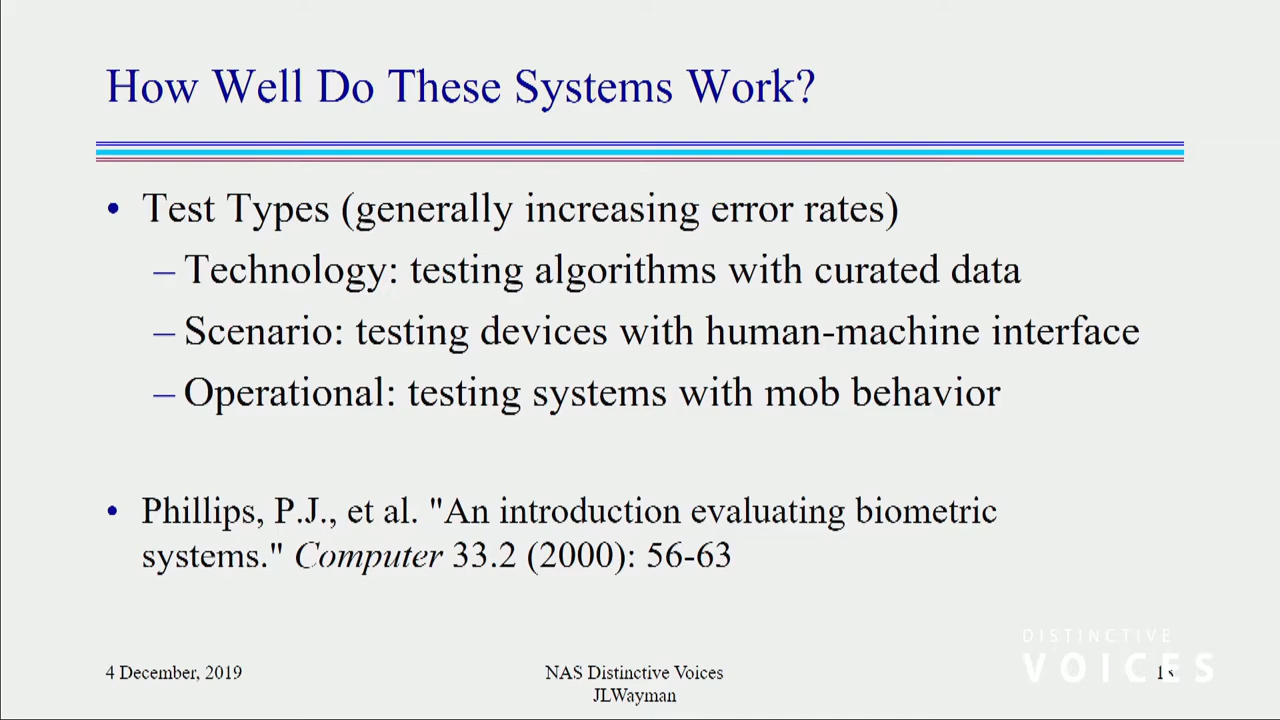 How Well Do These Systems Work?
• Test Types (generally increasing error rates)
– Technology: testing algorithms with curated data
– Scenario: testing devices with human-machine interface
– Operational: testing systems with mob behavior
• Phillips, P.J., et al. "An introduction evaluating biometric
systems." Computer 33.2 (2000): 56-63
4 December, 2019
NAS Distinctive Voices
JLWayman
DISTINCTIVE
VOICES